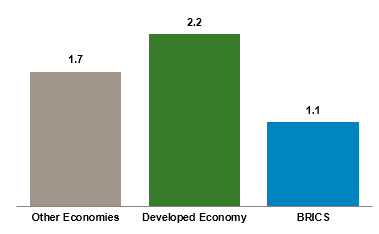 2.2
1.7
1.1
Other Economies
Developed Economy
BRICS